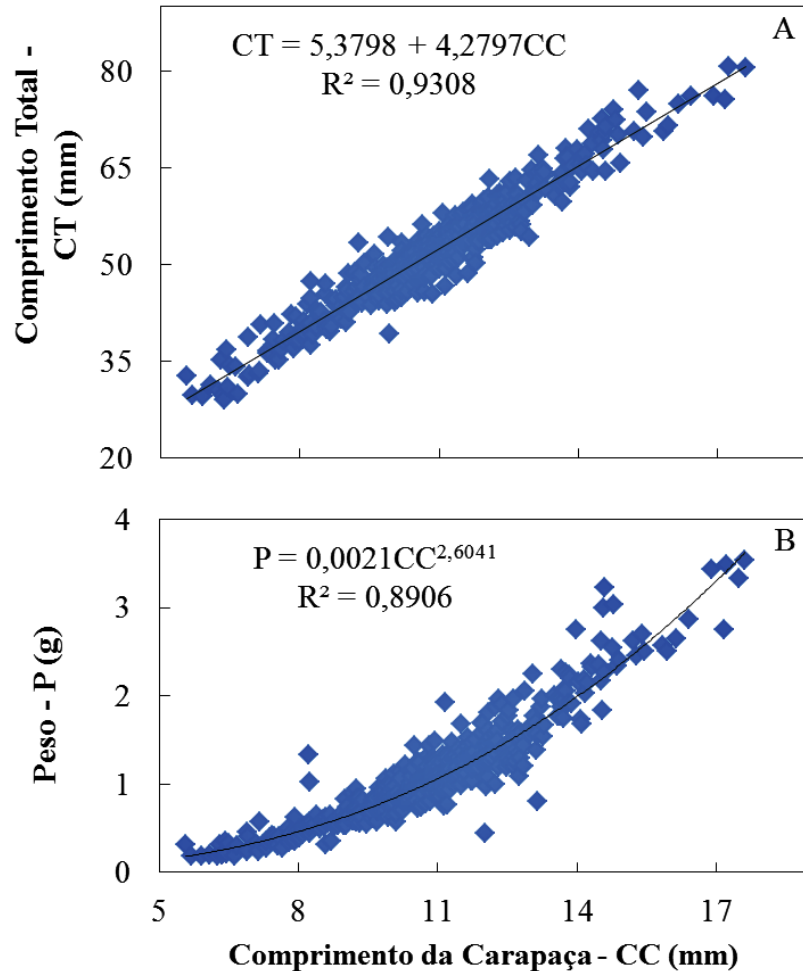 A
CT = 5,3798 + 4,2797CC
R² = 0,9308
Comprimento Total -
CT (mm)
80
65
50
35
20
B
P = 0,0021CC^2,6041
R² = 0,8906
Peso - P (g)
4
3
2
1
0
5 8 11 14 17
Comprimento da Carapaça - CC (mm)